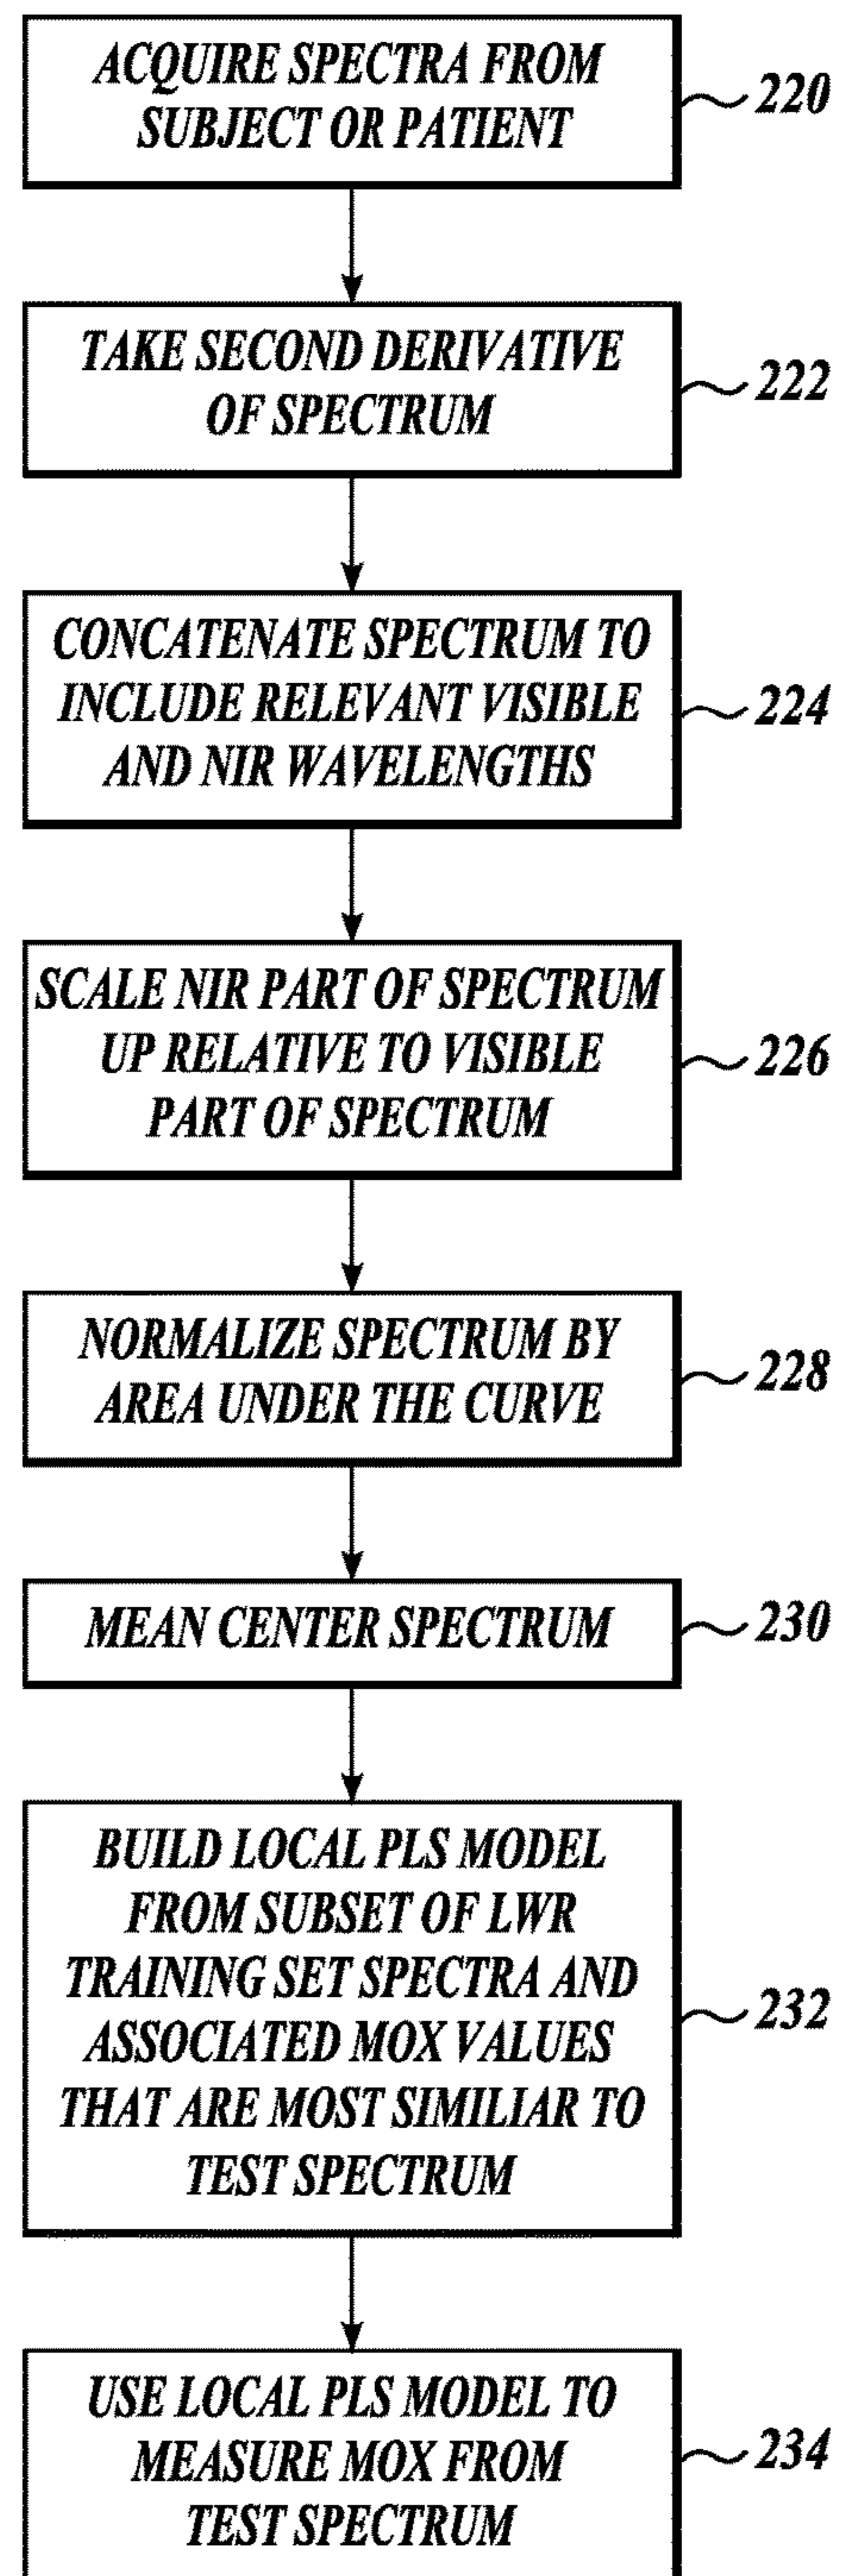 ACQUIRE SPECTRA FROM
SUBJECT OR PATIENT
220
TAKE SECOND DERIVATIVE
OF SPECTRUM
222
CONCATENATE SPECTRUM TO
INCLUDE RELEVANT VISIBLE
AND NIR WAVELENGTHS
224
SCALE NIR PART OF SPECTRUM
UP RELATIVE TO VISIBLE
PART OF SPECTRUM
226
NORMALIZE SPECTRUM BY
AREA UNDER THE CURVE
228
MEAN CENTER SPECTRUM
230
BUILD LOCAL PLS MODEL
FROM SUBSET OF LWR
TRAINING SET SPECTRA AND
ASSOCIATED MOX VALUES
THAT ARE MOST SIMILIAR TO
TEST SPECTRUM
232
USE LOCAL PLS MODEL TO
MEASURE MOX FROM
TEST SPECTRUM
234